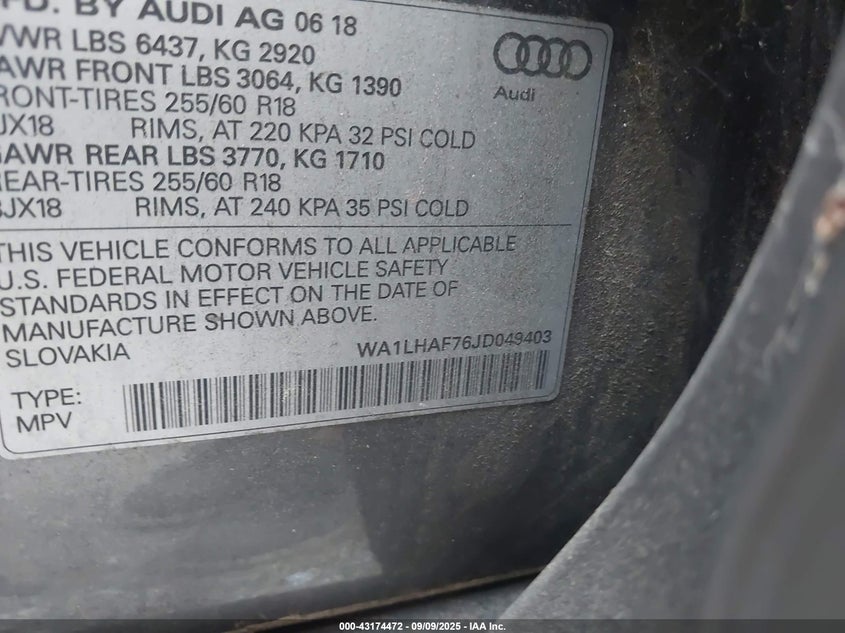 FD. BY AUDI AG 06 18
VWR LBS 6437, KG 2920
AWR FRONT LBS 3064, KG 1390
RONT-TIRES 255/60 R18
JX18 RIMS, AT 220 KPA 32 PSI COLD
GAWR REAR LBS 3770, KG 1710
REAR-TIRES 255/60 R18
8JX18 RIMS, AT 240 KPA 35 PSI COLD
Audi
THIS VEHICLE CONFORMS TO ALL APPLICABLE
U.S. FEDERAL MOTOR VEHICLE SAFETY
STANDARDS IN EFFECT ON THE DATE OF
MANUFACTURE SHOWN ABOVE.
SLOVAKIA WA1LHAF76JD049403
TYPE:
MPV
000-43174472 - 09/09/2025 - © IAA Inc.